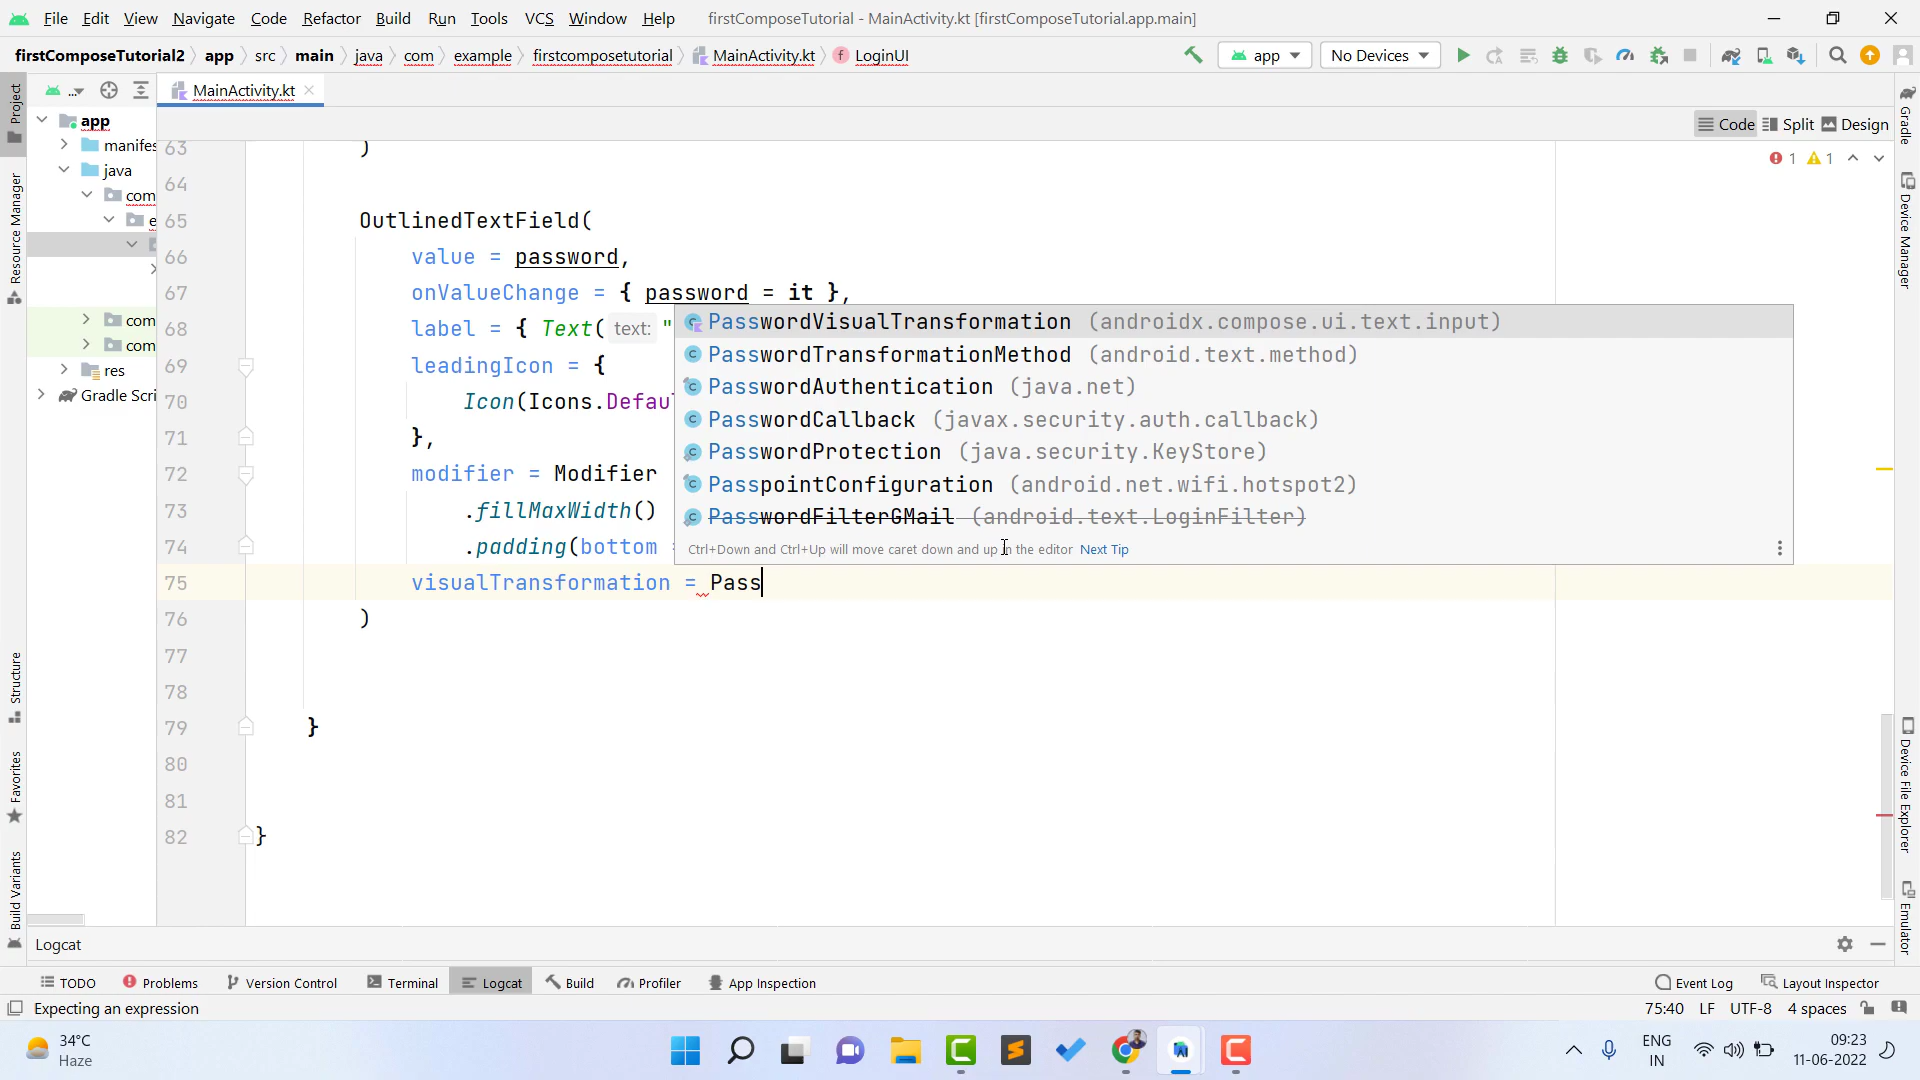 File Edit View Navigate Code Refactor Build Run Tools VCS Window Help firstComposeTutorial - MainActivity.kt [firstComposeTutorial.app.main]
firstComposeTutorial2 app src main java com example firstcomposetutorial MainActivity.kt LoginUI app No Devices
Project
... MainActivity.kt
app
manifes
java
com
e
com
com
res
Gradle Scri
Code Split Design
1 1
63 )
64
65 OutlinedTextField(
66 value = password,
67 onValueChange = { password = it },
68 label = { Text( text: "
69 leadingIcon = {
70 Icon(Icons.Defau
71 },
72 modifier = Modifier
73 .fillMaxWidth()
74 .padding(bottom
75 visualTransformation = Pass
76 )
77
78
79 }
80
81
82 }
PasswordVisualTransformation (androidx.compose.ui.text.input)
PasswordTransformationMethod (android.text.method)
PasswordAuthentication (java.net)
PasswordCallback (javax.security.auth.callback)
PasswordProtection (java.security.KeyStore)
PasspointConfiguration (android.net.wifi.hotspot2)
PasswordFilterGMail (android.text.LoginFilter)
Ctrl+Down and Ctrl+Up will move caret down and up in the editor Next Tip
Resource Manager
Structure
Favorites
Build Variants
Gradle
Device Manager
Device File Explorer
Emulator
Logcat
TODO Problems Version Control Terminal Logcat Build Profiler App Inspection Event Log Layout Inspector
Expecting an expression 75:40 LF UTF-8 4 spaces
34°C
Haze
ENG
IN
09:23
11-06-2022